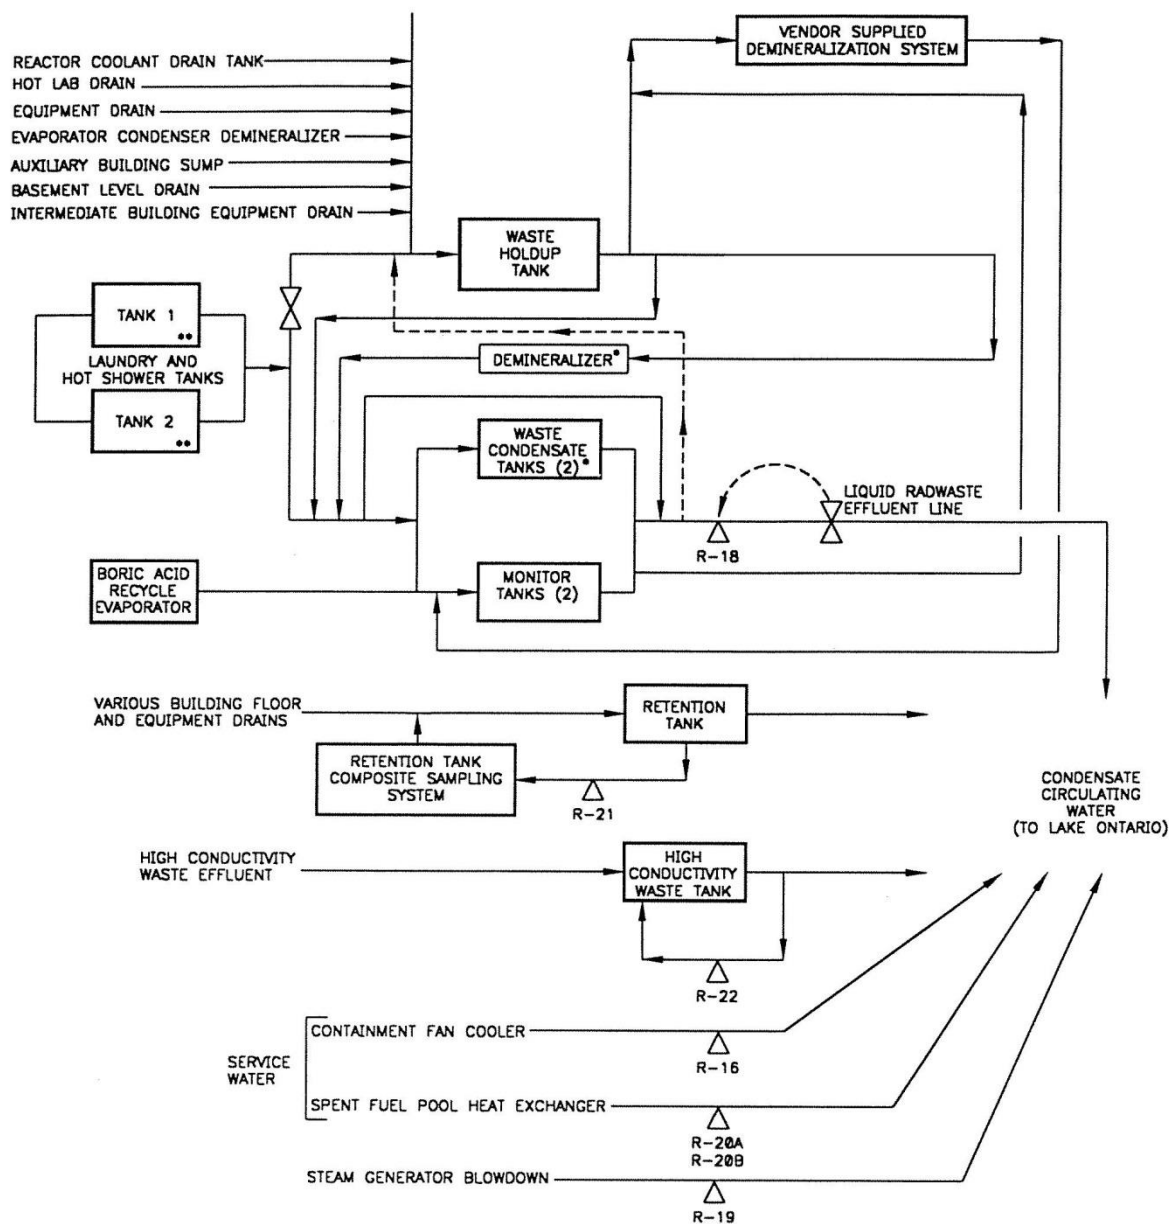 VENDOR SUPPLIED
DEMINERALIZATION SYSTEM
REACTOR COOLANT DRAIN TANK
HOT LAB DRAIN
EQUIPMENT DRAIN
EVAPORATOR CONDENSER DEMINERALIZER
AUXILIARY BUILDING SUMP
BASEMENT LEVEL DRAIN
INTERMEDIATE BUILDING EQUIPMENT DRAIN
WASTE
HOLDUP
TANK
TANK 1
**
LAUNDRY AND
HOT SHOWER TANKS
TANK 2
**
DEMINERALIZER*
WASTE
CONDENSATE
TANKS (2)*
LIQUID RADWASTE
EFFLUENT LINE
R-18
BORIC ACID
RECYCLE
EVAPORATOR
MONITOR
TANKS (2)
VARIOUS BUILDING FLOOR
AND EQUIPMENT DRAINS
RETENTION
TANK
RETENTION TANK
COMPOSITE SAMPLING
SYSTEM
R-21
CONDENSATE
CIRCULATING
WATER
(TO LAKE ONTARIO)
HIGH CONDUCTIVITY
WASTE EFFLUENT
HIGH
CONDUCTIVITY
WASTE TANK
R-22
SERVICE
WATER
CONTAINMENT FAN COOLER
R-16
SPENT FUEL POOL HEAT EXCHANGER
R-20A
R-20B
STEAM GENERATOR BLOWDOWN
R-19